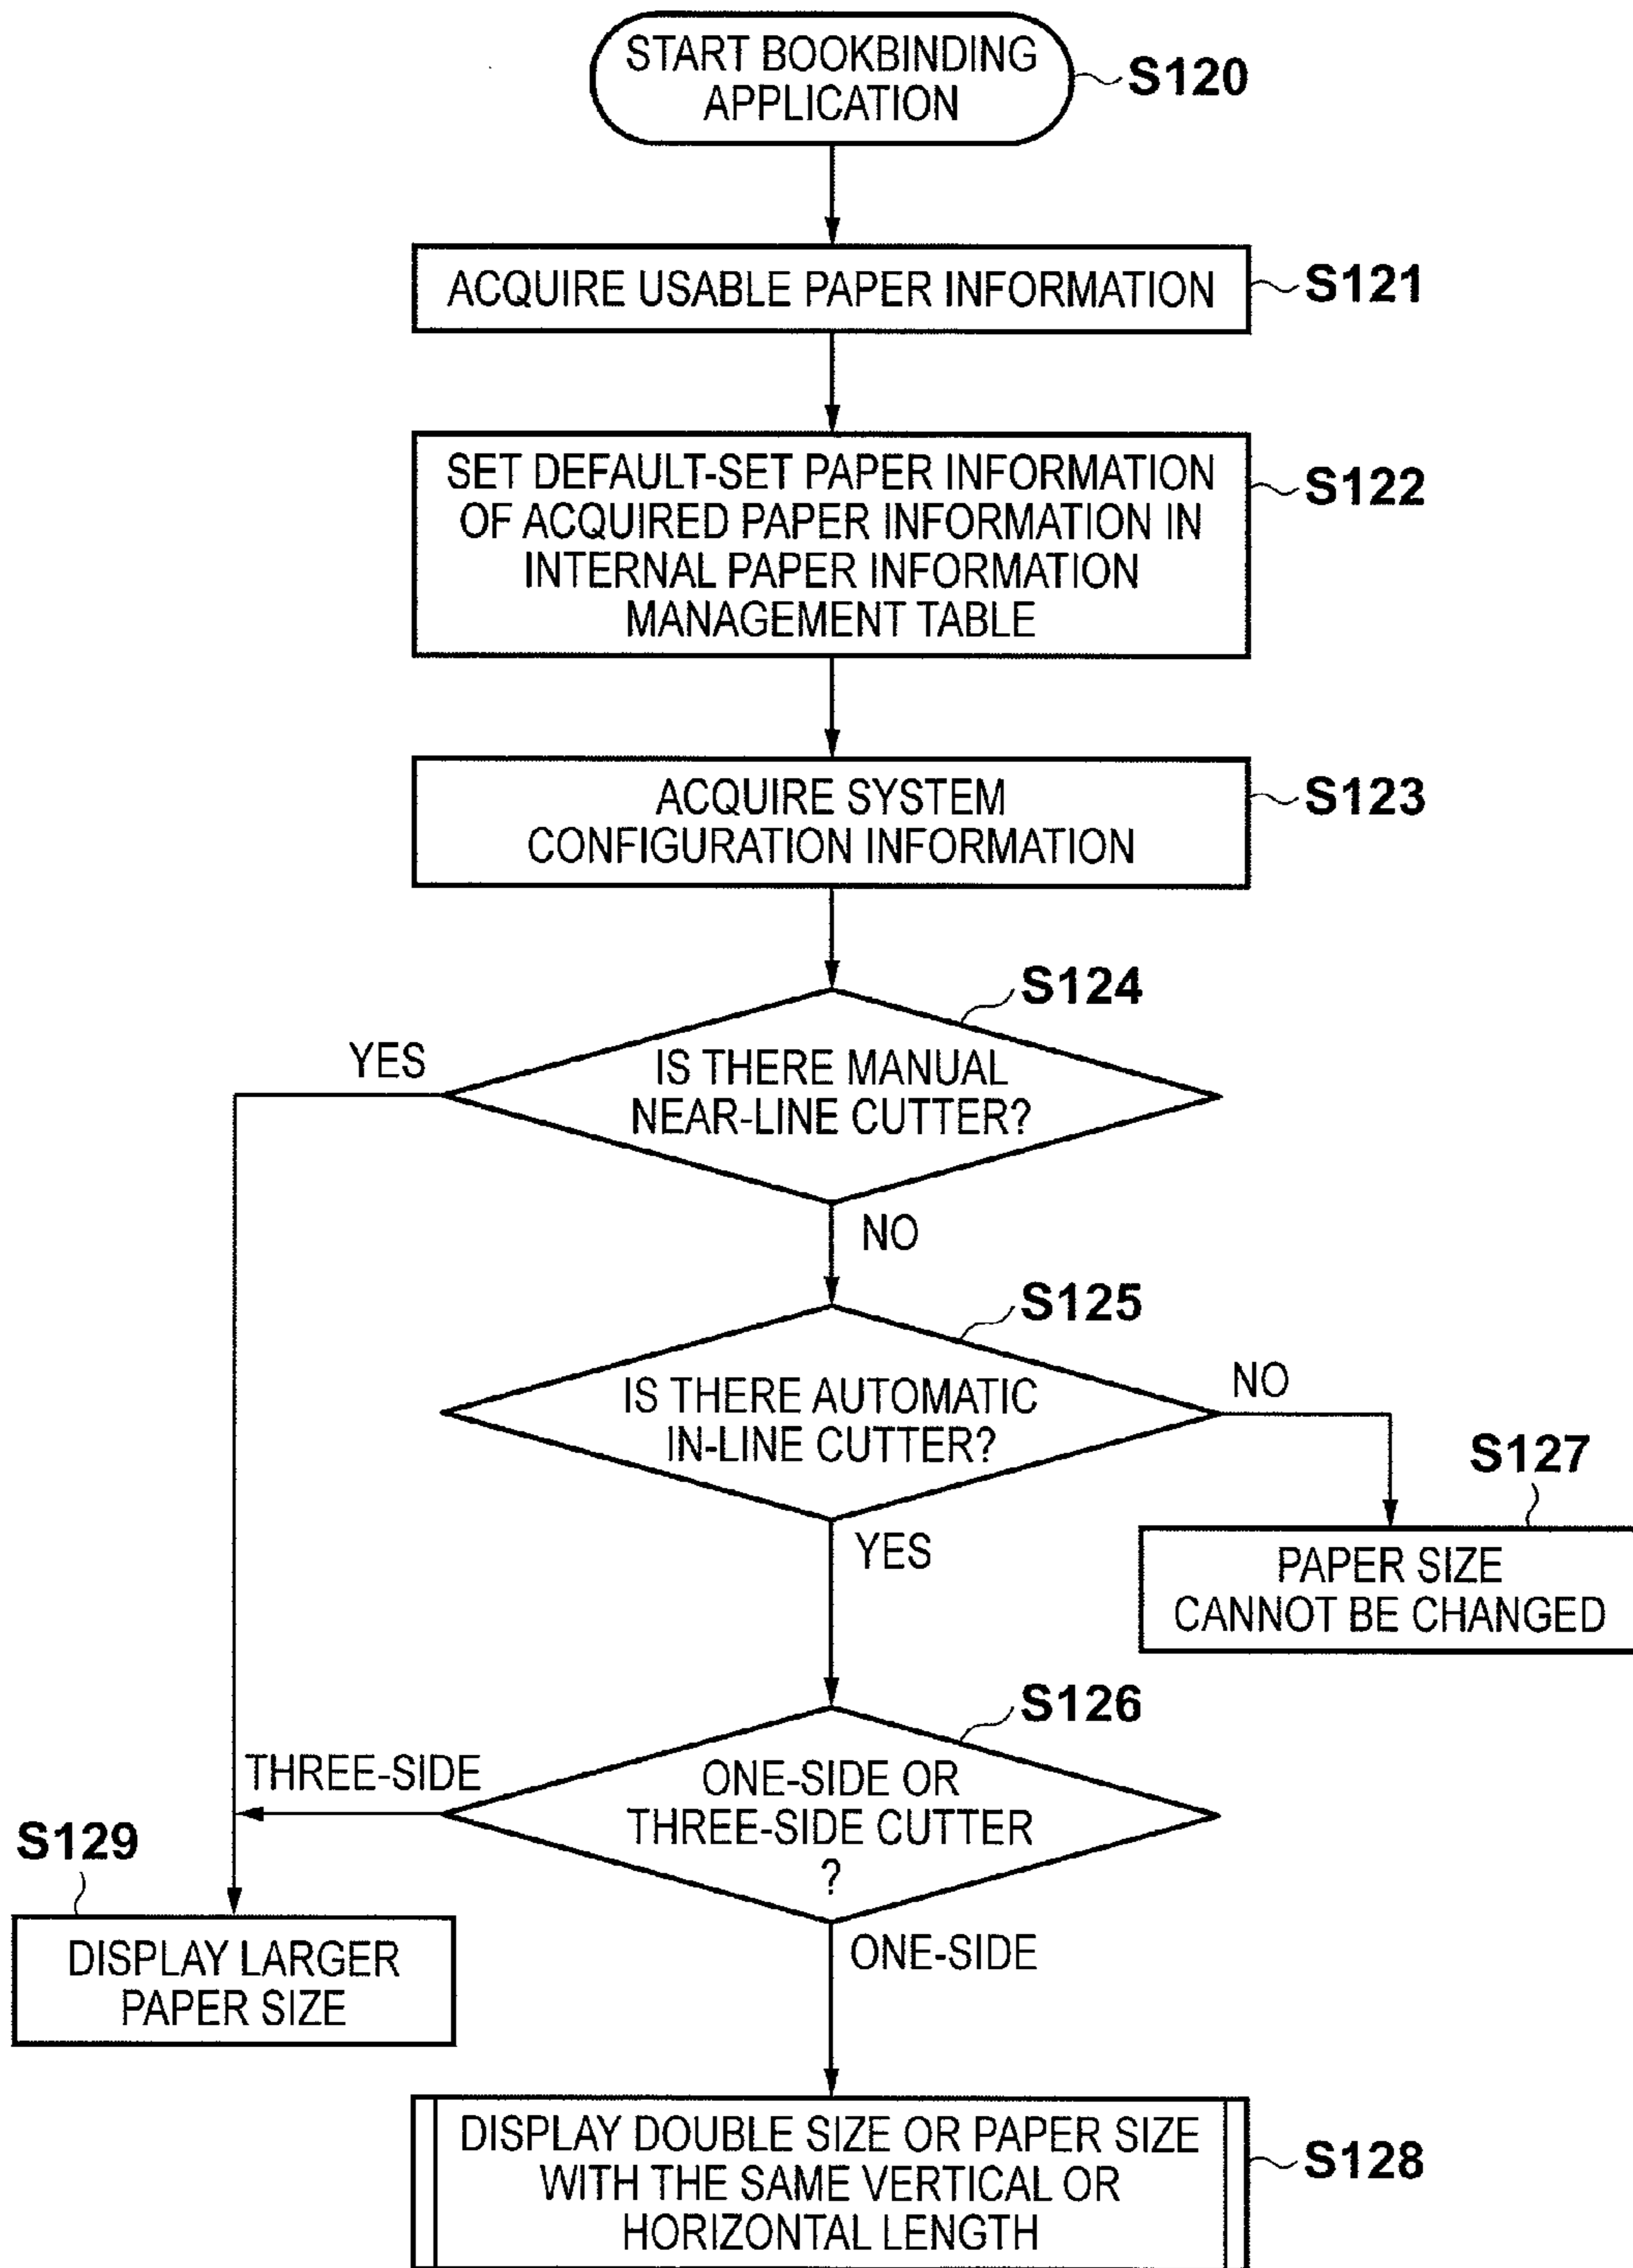 START BOOKBINDING
APPLICATION
S120
ACQUIRE USABLE PAPER INFORMATION
S121
SET DEFAULT-SET PAPER INFORMATION
OF ACQUIRED PAPER INFORMATION IN
INTERNAL PAPER INFORMATION
MANAGEMENT TABLE
S122
ACQUIRE SYSTEM
CONFIGURATION INFORMATION
S123
S124
YES
IS THERE MANUAL
NEAR-LINE CUTTER?
NO
S125
IS THERE AUTOMATIC
IN-LINE CUTTER?
NO
S127
YES
PAPER SIZE
CANNOT BE CHANGED
S126
THREE-SIDE
ONE-SIDE OR
THREE-SIDE CUTTER
?
S129
DISPLAY LARGER
PAPER SIZE
ONE-SIDE
DISPLAY DOUBLE SIZE OR PAPER SIZE
WITH THE SAME VERTICAL OR
HORIZONTAL LENGTH
S128